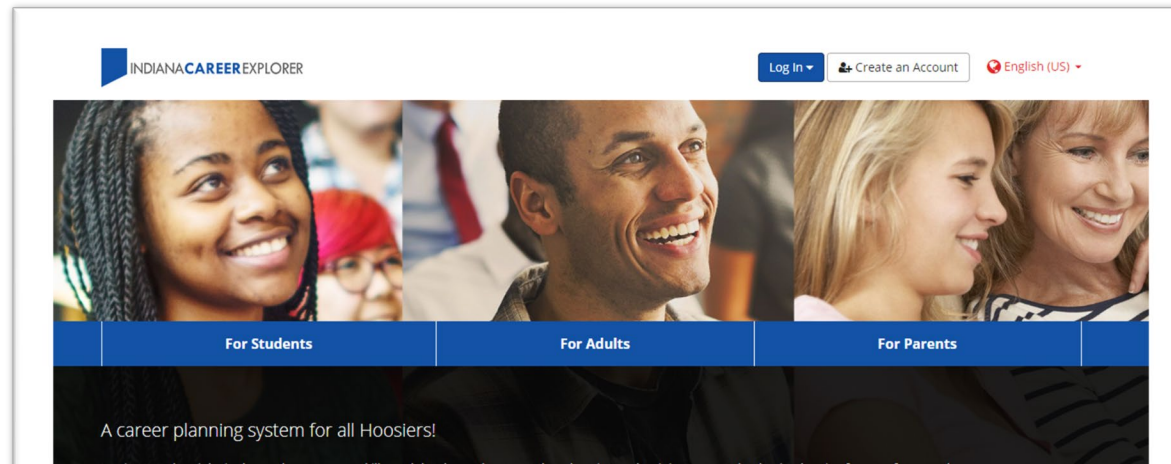 INDIANACAREEREXPLORER
Log In
Create an Account
English (US)
For Students For Adults For Parents
A career planning system for all Hoosiers!